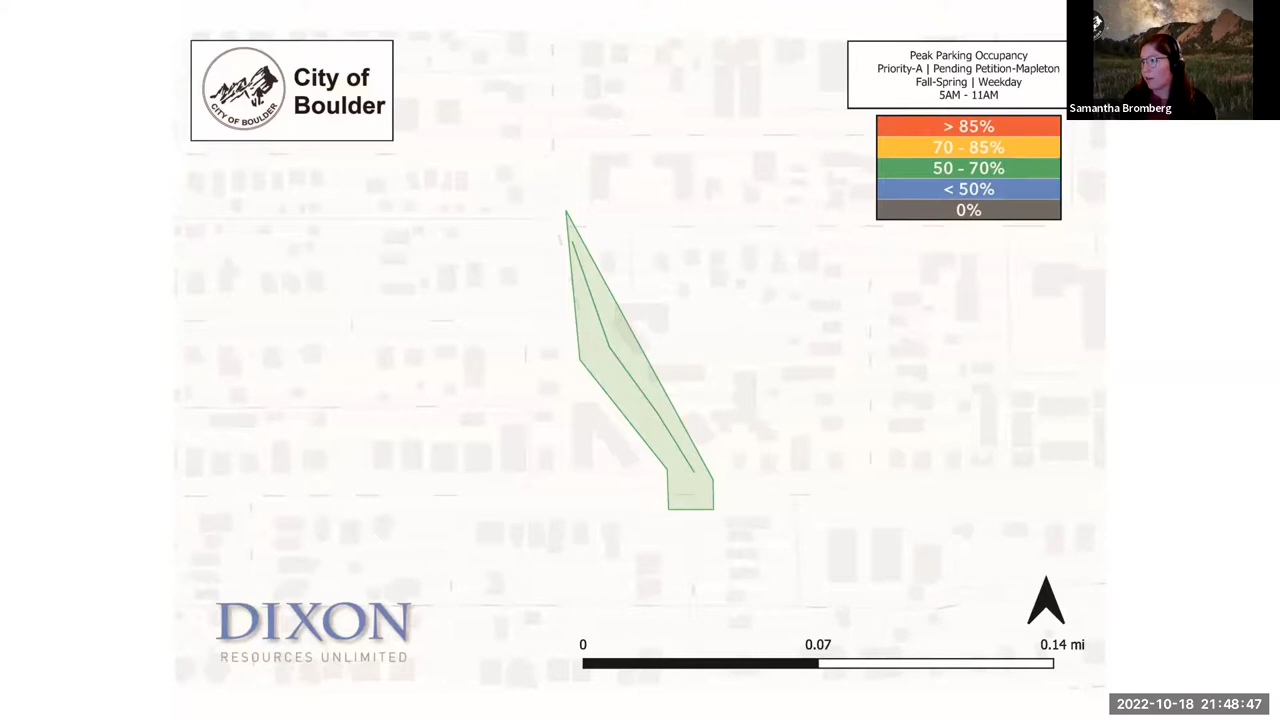 City of
Boulder
CITY OF BOULDER
Peak Parking Occupancy
Priority-A | Pending Petition-Mapleton
Fall-Spring | Weekday
5AM - 11AM
> 85%
70 - 85%
50 - 70%
< 50%
0%
Samantha Bromberg
DIXON
RESOURCES UNLIMITED
0
0.07
0.14 mi
2022-10-18 21:48:47